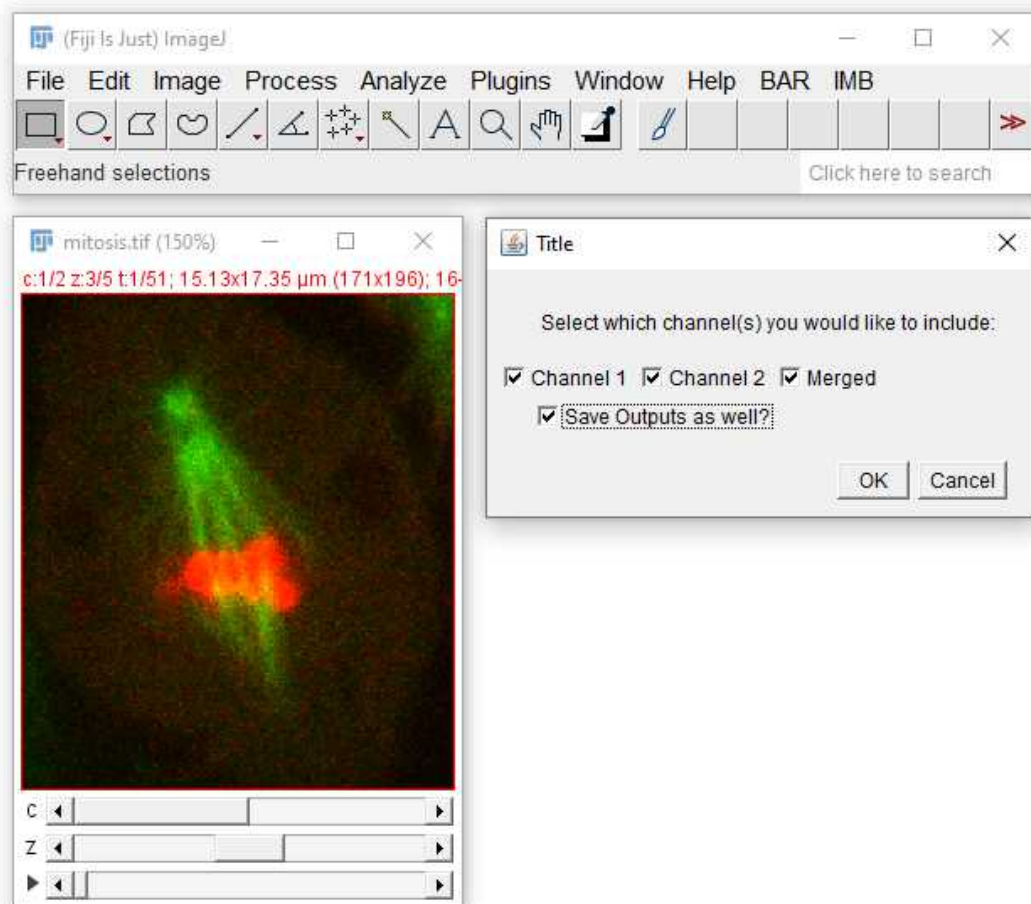 (Fiji Is Just) ImageJ
File Edit Image Process Analyze Plugins Window Help BAR IMB
A
Freehand selections
Click here to search
mitosis.tif (150%)
c:1/2 z:3/5 t:1/51; 15.13x17.35 µm (171x196); 16-
C
Z
Title
Select which channel(s) you would like to include:
Channel 1 Channel 2 Merged
Save Outputs as well?
OK Cancel